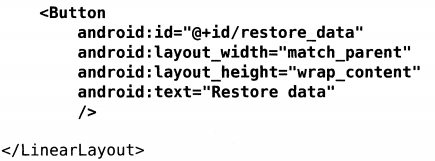 <Button
android:id="@+id/restore_data"
android:layout_width="match_parent"
android:layout_height="wrap_content"
android:text="Restore data"
/>
</LinearLayout>